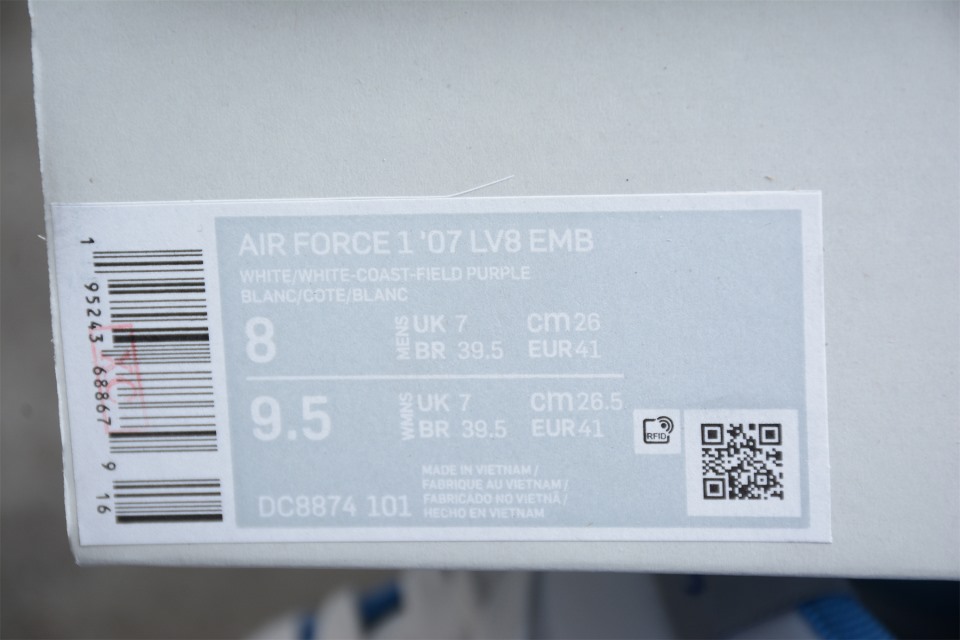 AIR FORCE 1 '07 LV8 EMB
WHITE/WHITE-COAST-FIELD PURPLE
BLANC/COTE/BLANC
8 MENS UK 7 cm 26
BR 39.5 EUR 41
9.5 WMNS UK 7 cm 26.5
BR 39.5 EUR 41
RFID
MADE IN VIETNAM /
FABRIQUE AU VIETNAM /
FABRICADO NO VIETNÃ /
HECHO EN VIETNAM
DC8874 101
1 95243 68867 9 16